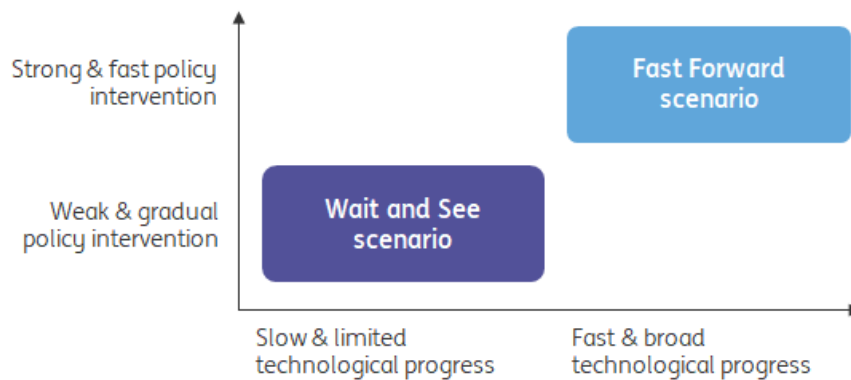 Strong & fast policy
intervention
Fast Forward
scenario
Weak & gradual
policy intervention
Wait and See
scenario
Slow & limited
technological progress
Fast & broad
technological progress